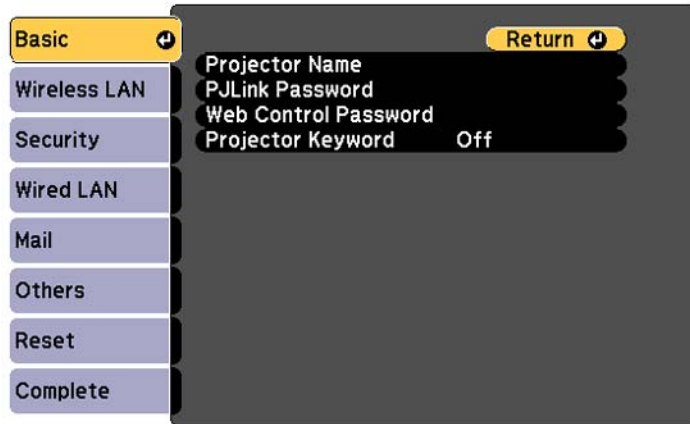 Basic
Wireless LAN
Security
Wired LAN
Mail
Others
Reset
Complete
Return
Projector Name
PJLink Password
Web Control Password
Projector Keyword Off